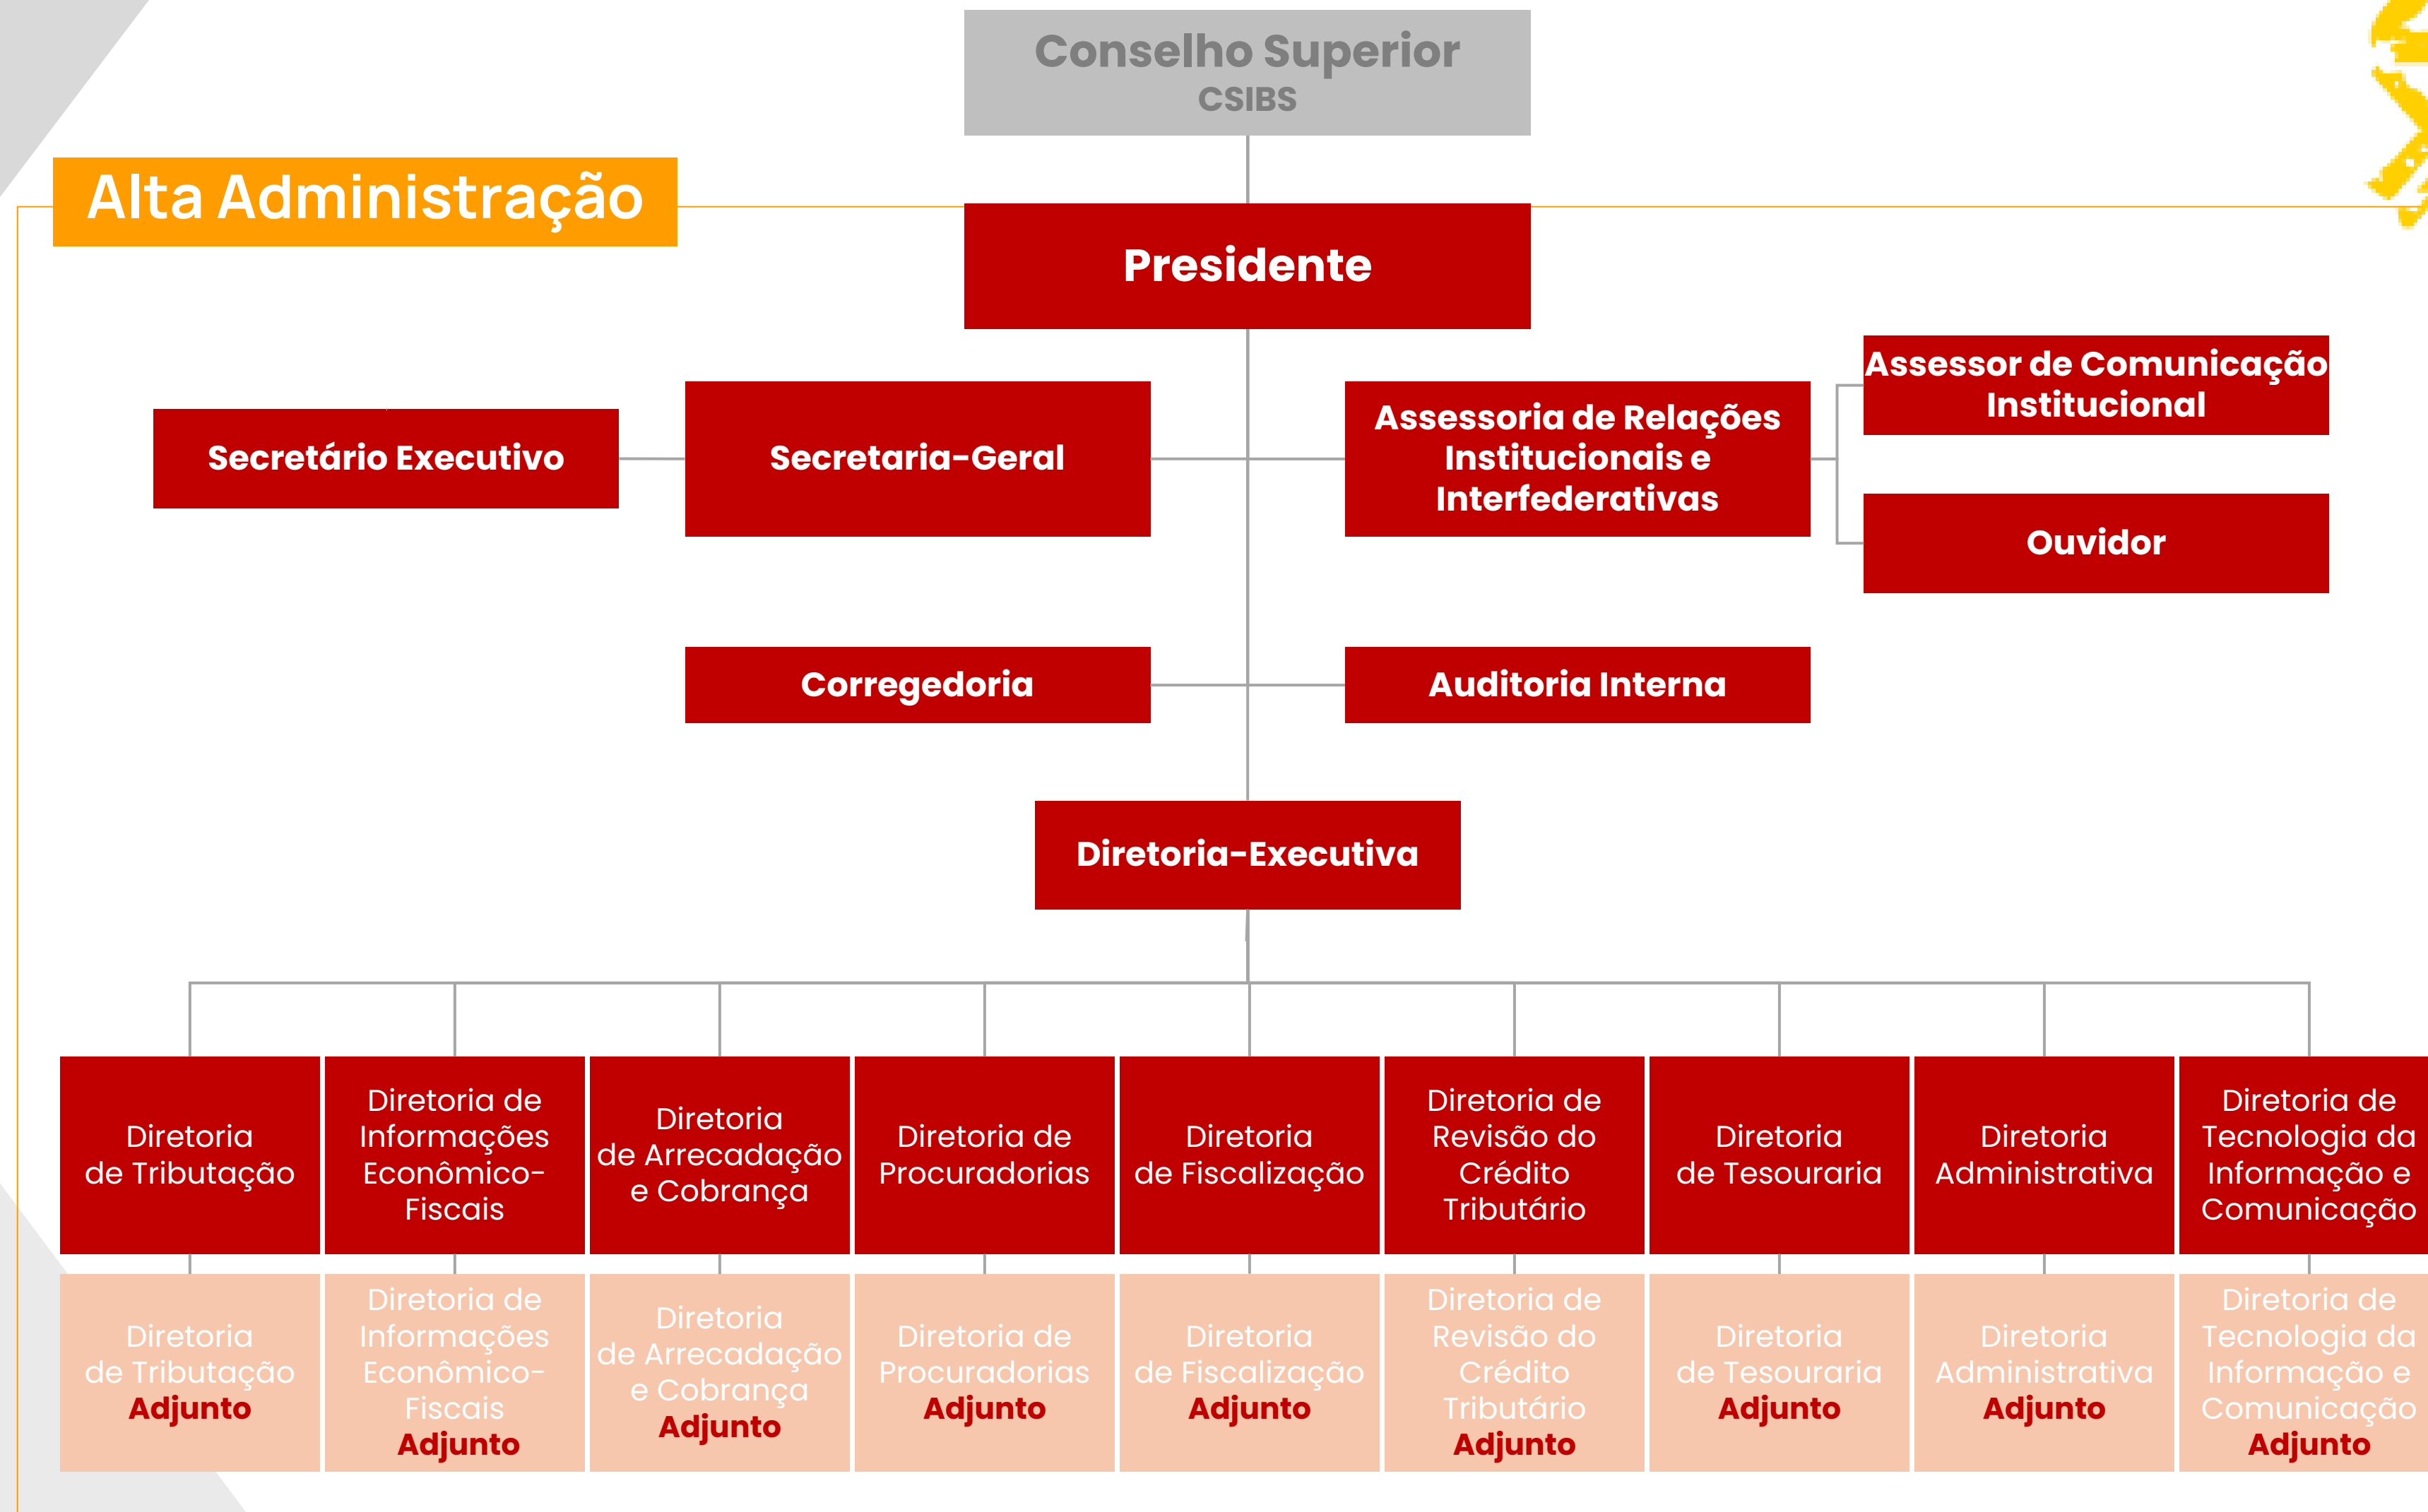 Conselho Superior
CSIBS
Alta Administração
Presidente
Secretário Executivo
Secretaria-Geral
Assessoria de Relações
Institucionais e
Interfederativas
Assessor de Comunicação
Institucional
Ouvidor
Corregedoria
Auditoria Interna
Diretoria-Executiva
Diretoria
de Tributação
Diretoria de
Informações
Econômico-
Fiscais
Diretoria
de Arrecadação
e Cobrança
Diretoria de
Procuradorias
Diretoria
de Fiscalização
Diretoria de
Revisão do
Crédito
Tributário
Diretoria
de Tesouraria
Diretoria
Administrativa
Diretoria de
Tecnologia da
Informação e
Comunicação
Diretoria
de Tributação
Adjunto
Diretoria de
Informações
Econômico-
Fiscais
Adjunto
Diretoria
de Arrecadação
e Cobrança
Adjunto
Diretoria de
Procuradorias
Adjunto
Diretoria
de Fiscalização
Adjunto
Diretoria de
Revisão do
Crédito
Tributário
Adjunto
Diretoria
de Tesouraria
Adjunto
Diretoria
Administrativa
Adjunto
Diretoria de
Tecnologia da
Informação e
Comunicação
Adjunto